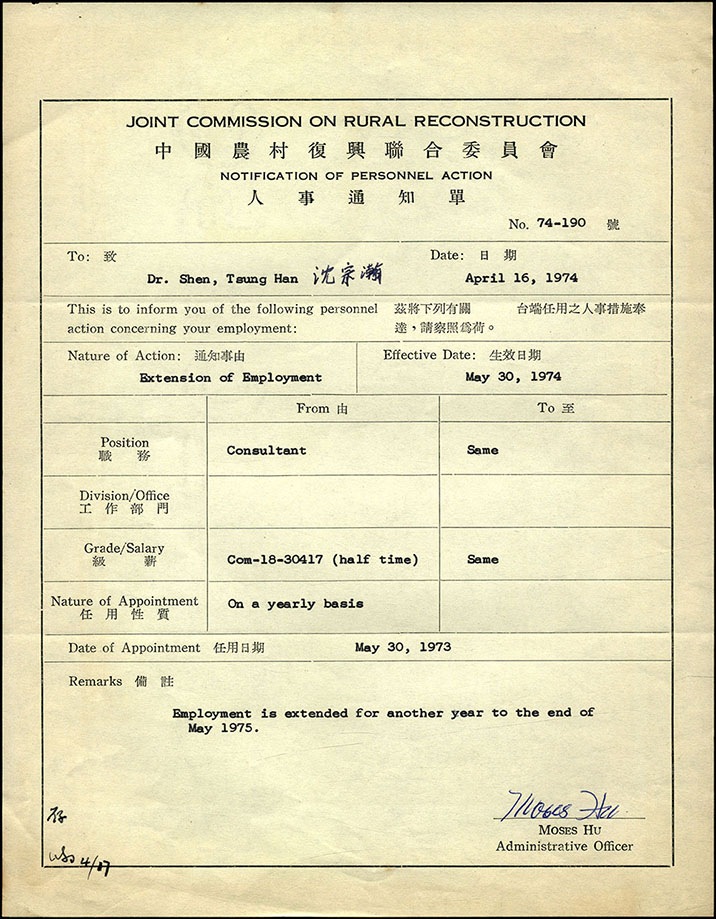 JOINT COMMISSION ON RURAL RECONSTRUCTION
中國農村復興聯合委員會
NOTIFICATION OF PERSONNEL ACTION
人事通知單
No. 74-190 號
To: 致
Date: 日期
Dr. Shen, Tsung Han 沈宗瀚
April 16, 1974
This is to inform you of the following personnel
action concerning your employment:
茲將下列有關 台端任用之人事措施奉
達，請察照爲荷。
Nature of Action: 通知事由
Effective Date: 生效日期
Extension of Employment
May 30, 1974
From 由
To 至
Position
職務
Consultant
Same
Division/Office
工作部門
Grade/Salary
級薪
Com-18-30417 (half time)
Same
Nature of Appointment
任用性質
On a yearly basis
Date of Appointment 任用日期
May 30, 1973
Remarks 備註
Employment is extended for another year to the end of
May 1975.
Moses Hu
MOSES HU
Administrative Officer
存
4/17